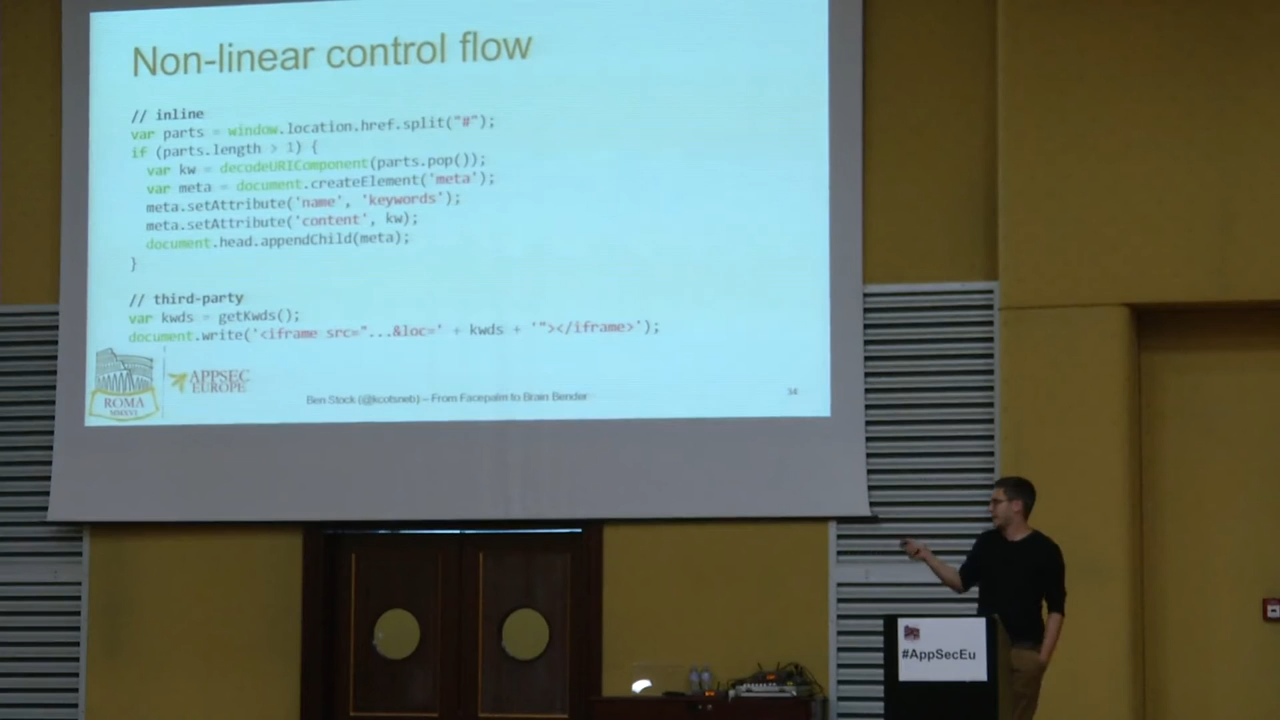 Non-linear control flow
// inline
var parts = window.location.href.split("#");
if (parts.length > 1) {
var kw = decodeURIComponent(parts.pop());
var meta = document.createElement('meta');
meta.setAttribute('name', 'keywords');
meta.setAttribute('content', kw);
document.head.appendChild(meta);
}
// third-party
var kwds = getKwds();
document.write('<iframe src="...&loc=' + kwds + '"></iframe>');
ROMA
MMXVI
APPSEC
EUROPE
Ben Stock (@kcotsneb) – From Facepalm to Brain Bender
34
#AppSecEu